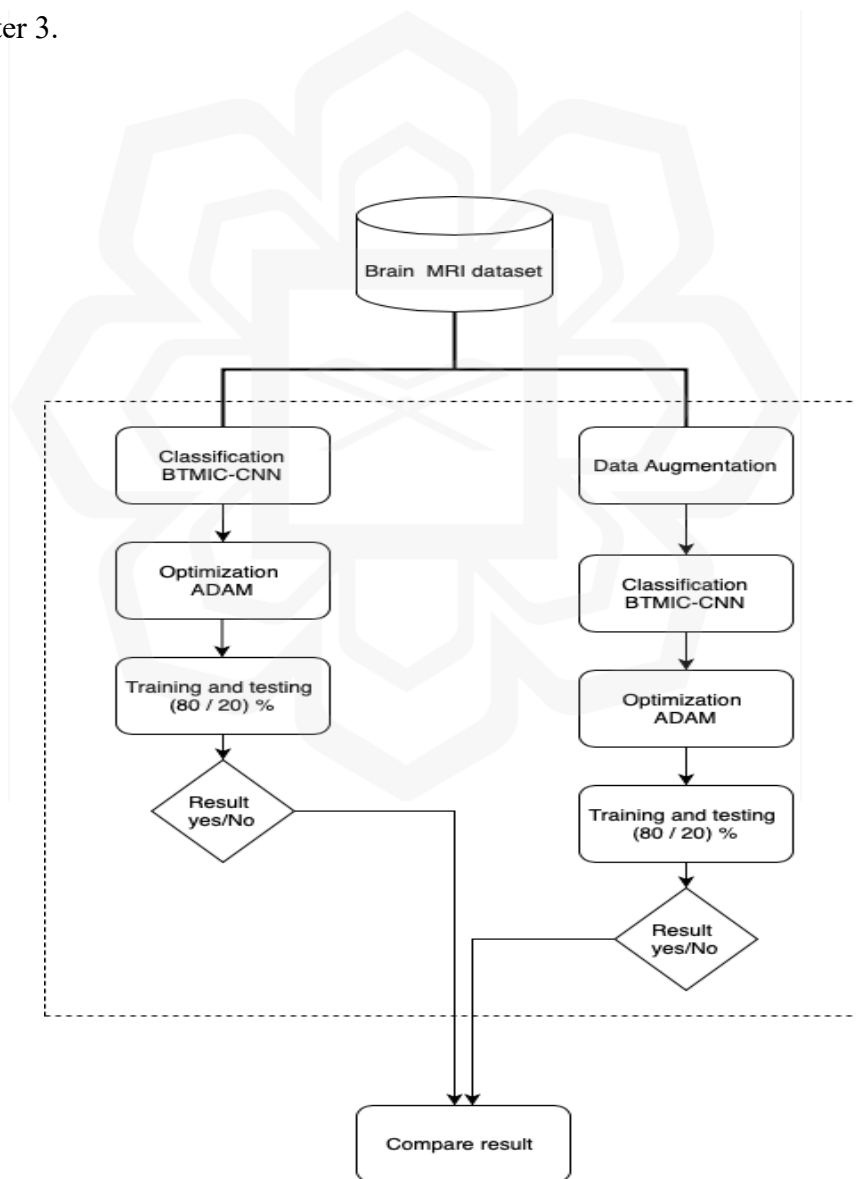 ter 3.
Brain MRI dataset
Classification
BTMIC-CNN
Optimization
ADAM
Training and testing
(80 / 20) %
Result
yes/No
Data Augmentation
Classification
BTMIC-CNN
Optimization
ADAM
Training and testing
(80 / 20) %
Result
yes/No
Compare result